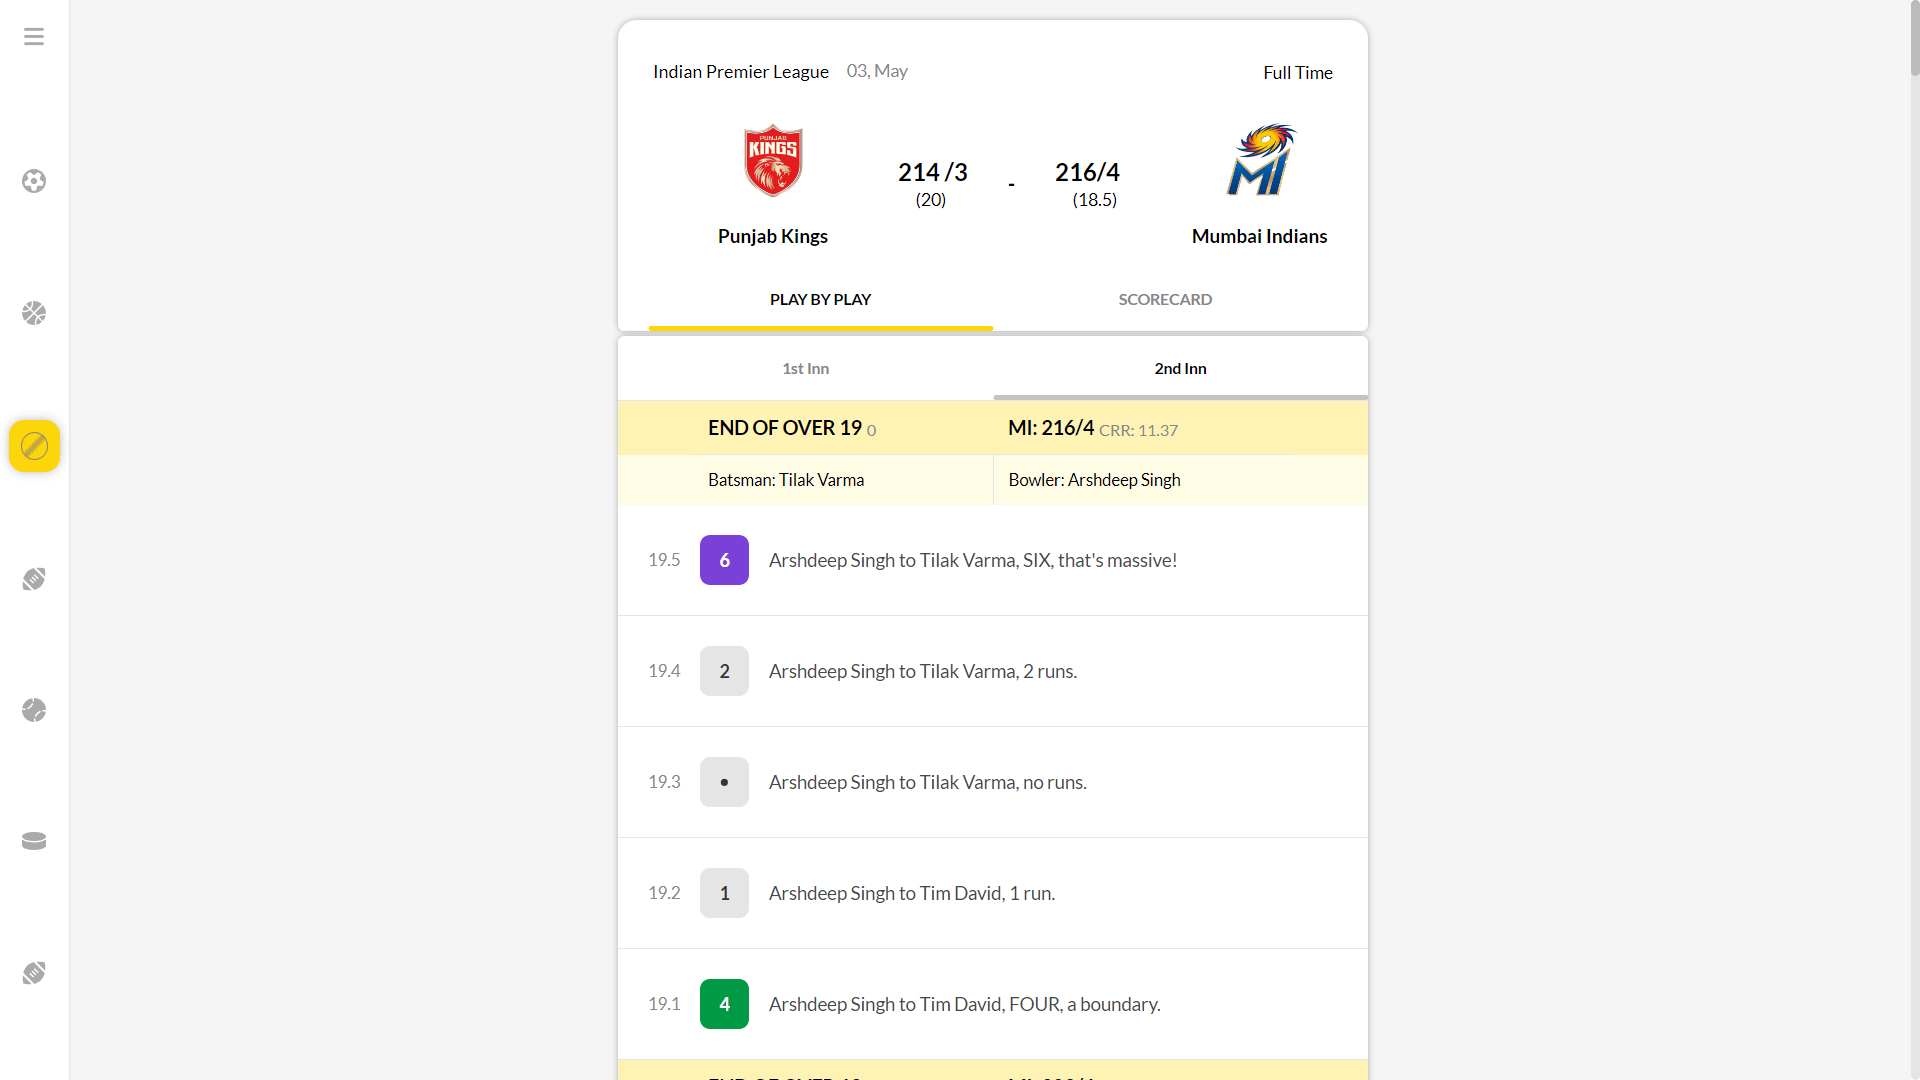 Indian Premier League 03, May Full Time
PUNJAB
KINGS
MI
214 /3 - 216/4
(20) (18.5)
Punjab Kings Mumbai Indians
PLAY BY PLAY SCORECARD
1st Inn 2nd Inn
END OF OVER 19 0 MI: 216/4 CRR: 11.37
Batsman: Tilak Varma Bowler: Arshdeep Singh
19.5 6 Arshdeep Singh to Tilak Varma, SIX, that's massive!
19.4 2 Arshdeep Singh to Tilak Varma, 2 runs.
19.3 • Arshdeep Singh to Tilak Varma, no runs.
19.2 1 Arshdeep Singh to Tim David, 1 run.
19.1 4 Arshdeep Singh to Tim David, FOUR, a boundary.